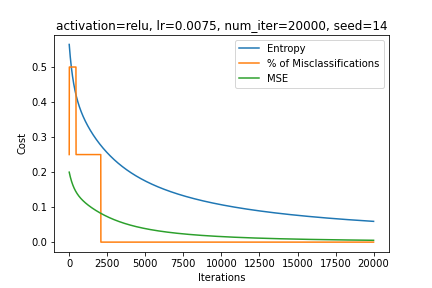 activation=relu, lr=0.0075, num_iter=20000, seed=14
Entropy
% of Misclassifications
MSE
0.5
0.4
0.3
0.2
0.1
0.0
Cost
0 2500 5000 7500 10000 12500 15000 17500 20000
Iterations